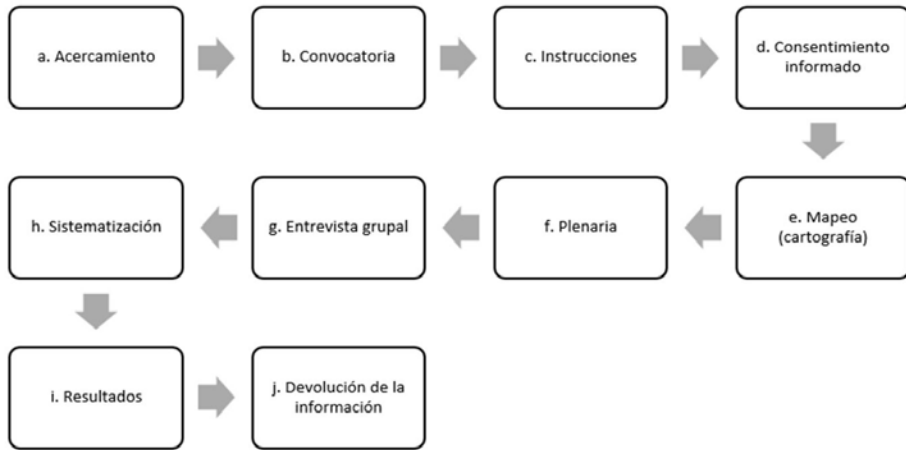 a. Acercamiento
b. Convocatoria
c. Instrucciones
d. Consentimiento
informado
e. Mapeo
(cartografía)
f. Plenaria
g. Entrevista grupal
h. Sistematización
i. Resultados
j. Devolución de la
información